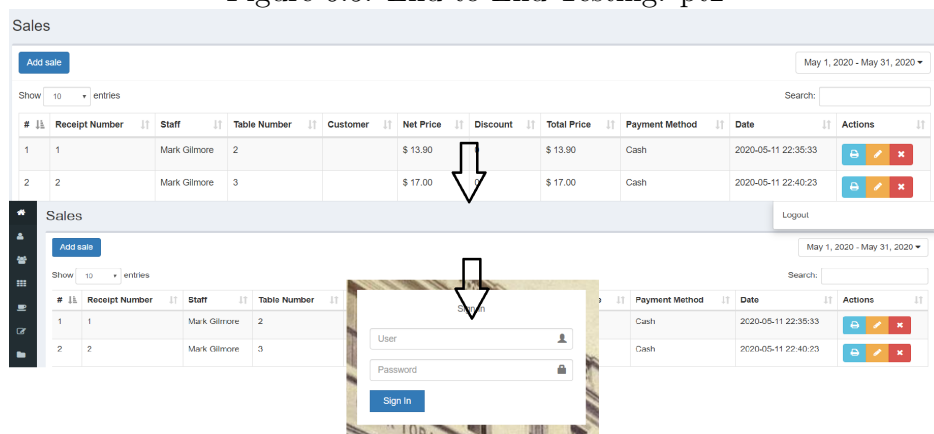 Figure 5.5: End to End Testing: pt2
Sales
Add sale
May 1, 2020 - May 31, 2020
Show 10 entries
Search:
# Receipt Number Staff Table Number Customer Net Price Discount Total Price Payment Method Date Actions
1 1 Mark Gilmore 2 $ 13.90 $ 13.90 Cash 2020-05-11 22:35:33
2 2 Mark Gilmore 3 $ 17.00 0 $ 17.00 Cash 2020-05-11 22:40:23
Sales
Logout
Add sale
May 1, 2020 - May 31, 2020
Show 10 entries
Search:
# Receipt Number Staff Table Number Payment Method Date Actions
1 1 Mark Gilmore 2 Cash 2020-05-11 22:35:33
2 2 Mark Gilmore 3 Cash 2020-05-11 22:40:23
Sign in
User
Password
Sign In